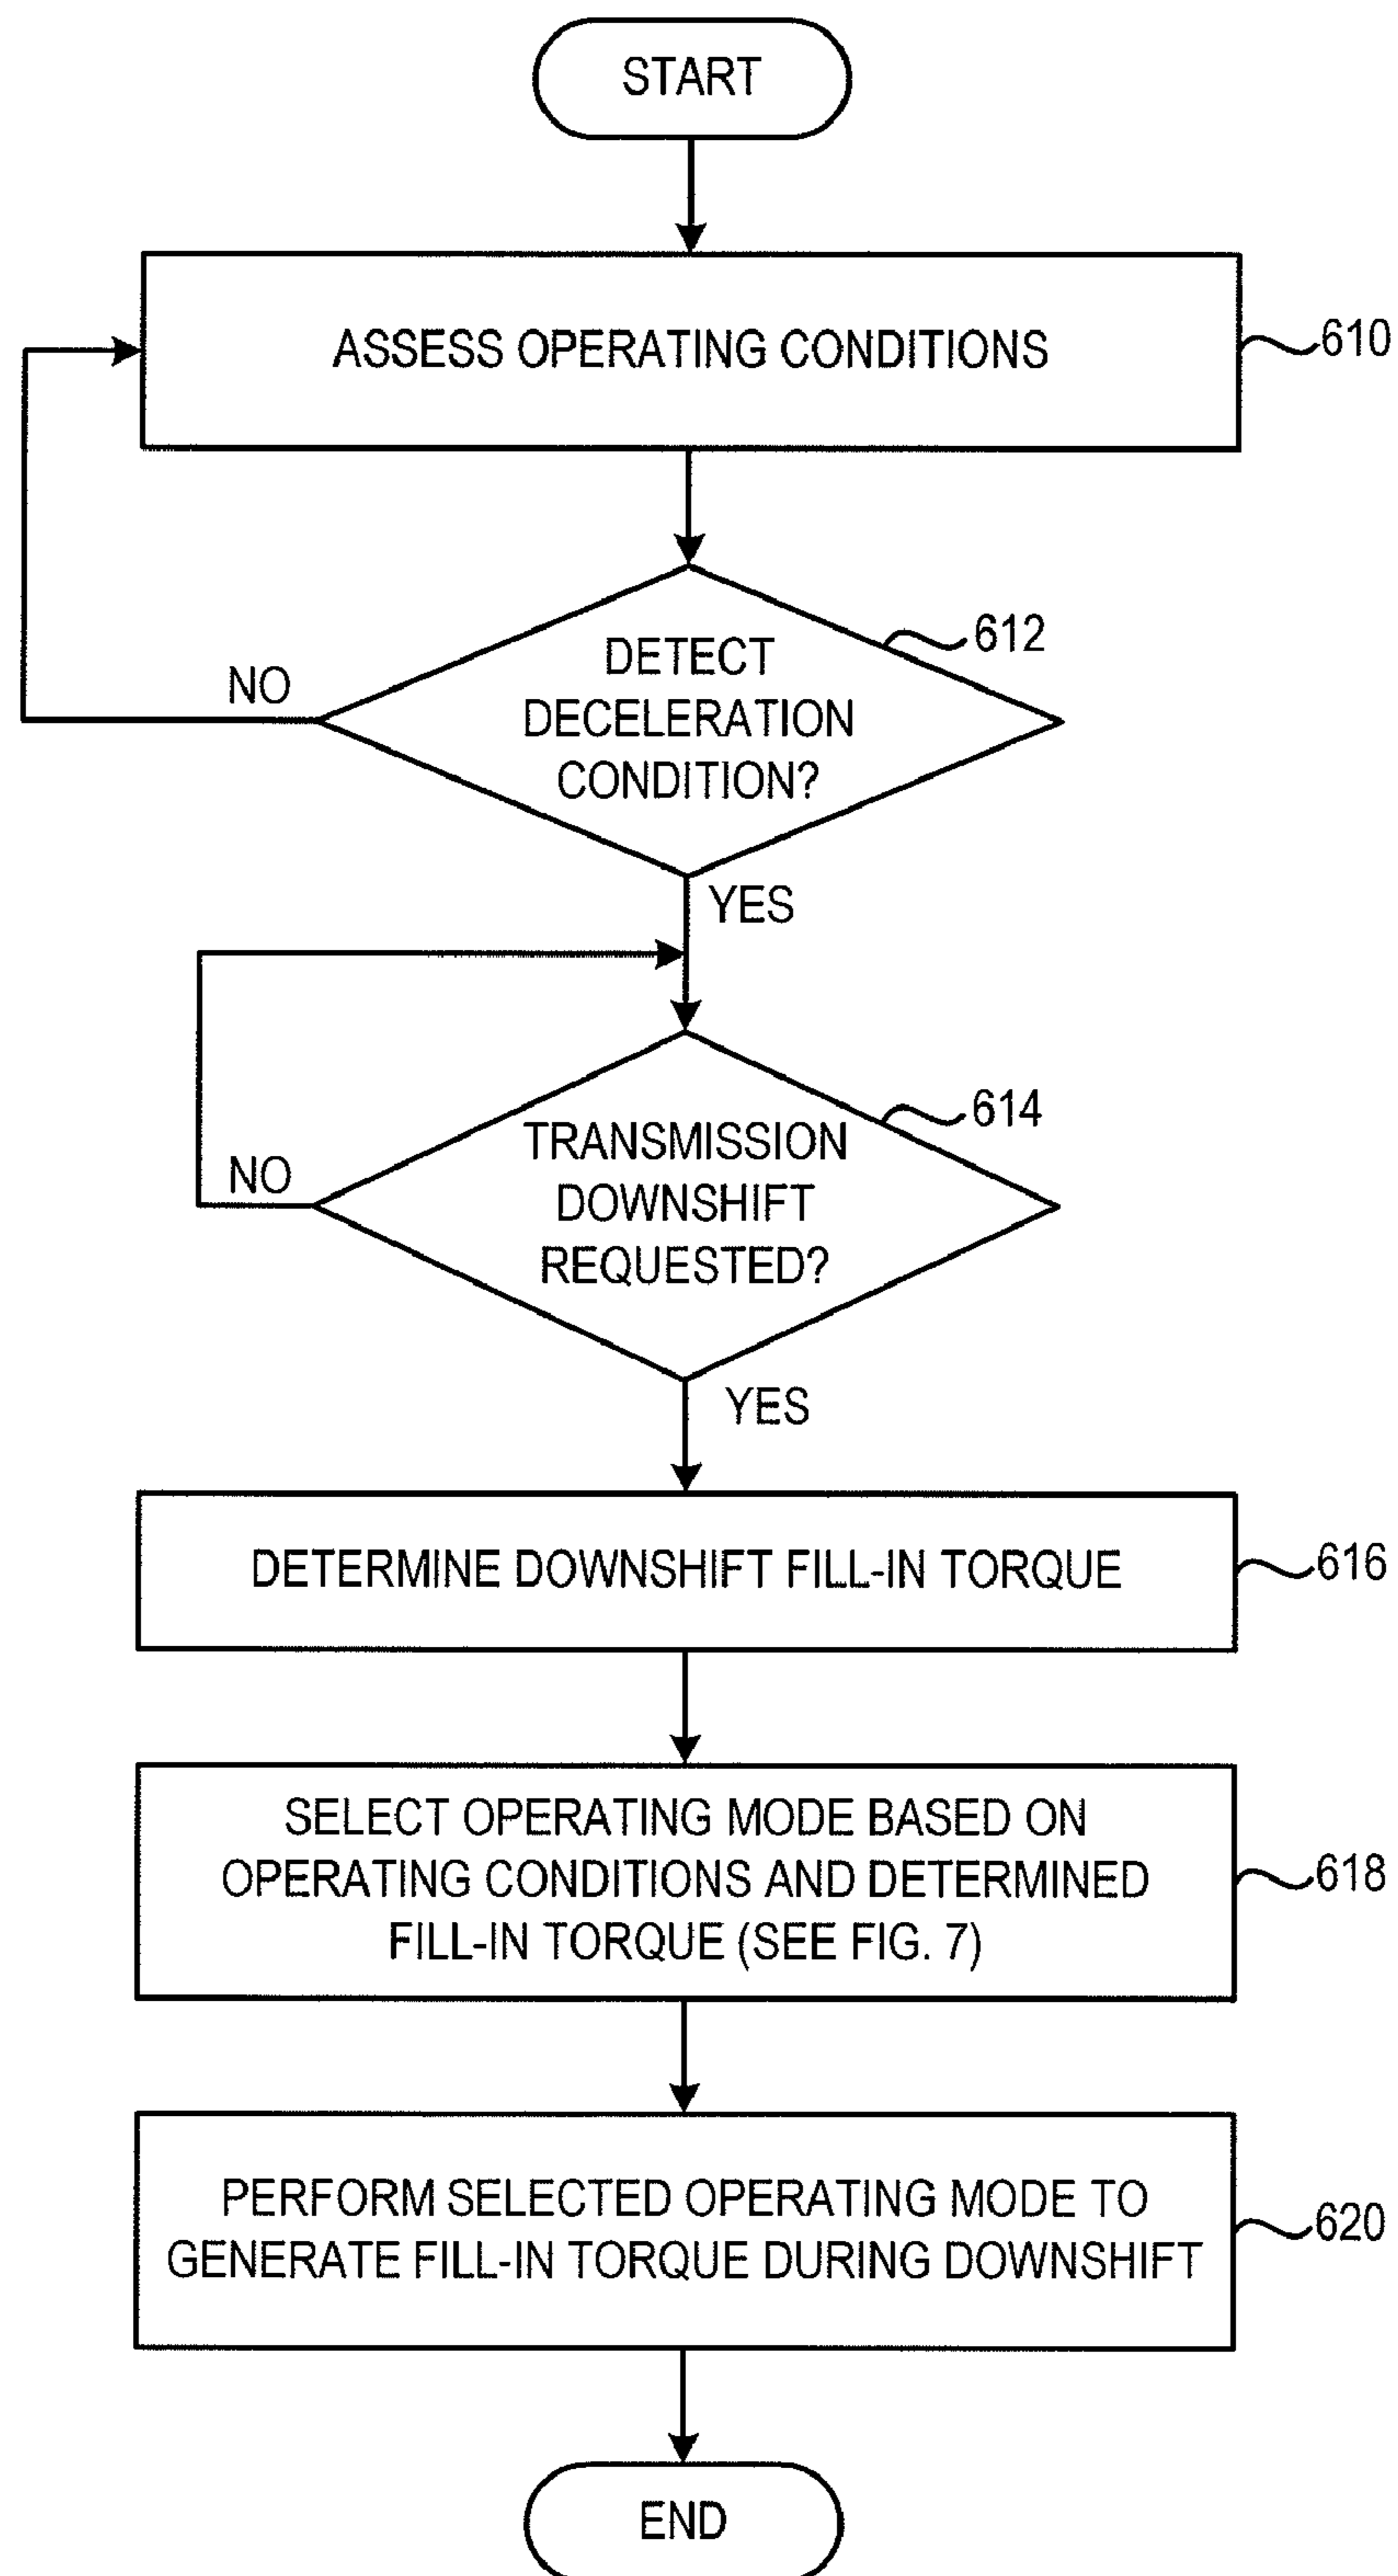 START
ASSESS OPERATING CONDITIONS
610
612
DETECT
DECELERATION
CONDITION?
NO
YES
614
TRANSMISSION
DOWNSHIFT
REQUESTED?
NO
YES
DETERMINE DOWNSHIFT FILL-IN TORQUE
616
SELECT OPERATING MODE BASED ON
OPERATING CONDITIONS AND DETERMINED
FILL-IN TORQUE (SEE FIG. 7)
618
PERFORM SELECTED OPERATING MODE TO
GENERATE FILL-IN TORQUE DURING DOWNSHIFT
620
END